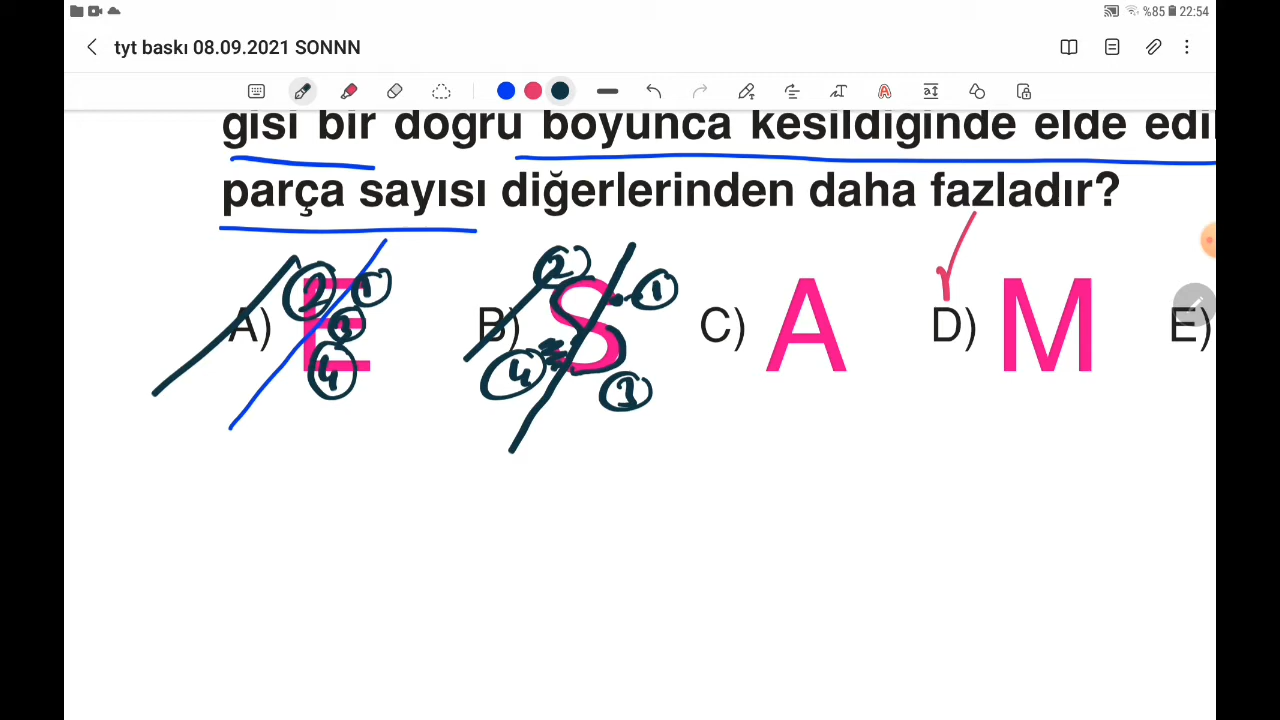 %85 22:54
tyt baskı 08.09.2021 SONNN
gisi bir doğru boyunca kesildiğinde elde edil
parça sayısı diğerlerinden daha fazladır?
A) E B) S C) A D) M E)
2 1 2 1
3
4 4 3